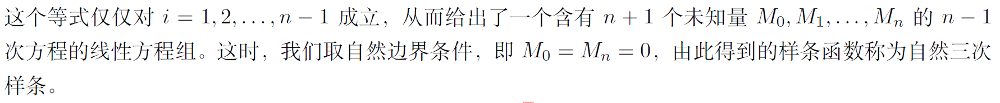 这个等式仅仅对 i = 1, 2, . . . , n − 1 成立，从而给出了一个含有 n + 1 个未知量 M₀, M₁, . . . , Mₙ 的 n − 1
次方程的线性方程组。这时，我们取自然边界条件，即 M₀ = Mₙ = 0，由此得到的样条函数称为自然三次
样条。